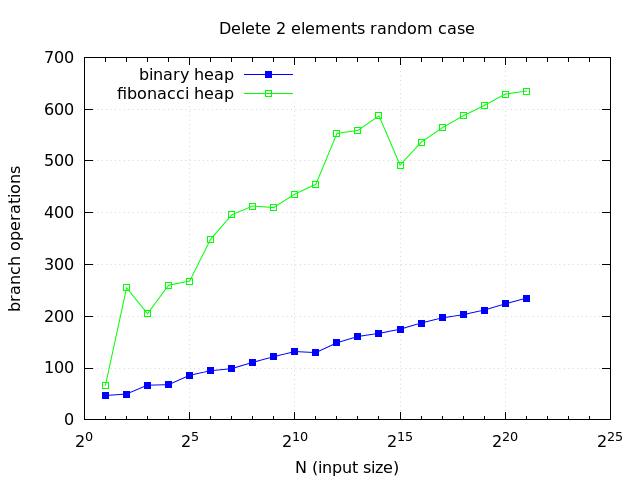 Delete 2 elements random case
700
600
500
400
300
200
100
0
branch operations
binary heap
fibonacci heap
2^0 2^5 2^10 2^15 2^20 2^25
N (input size)